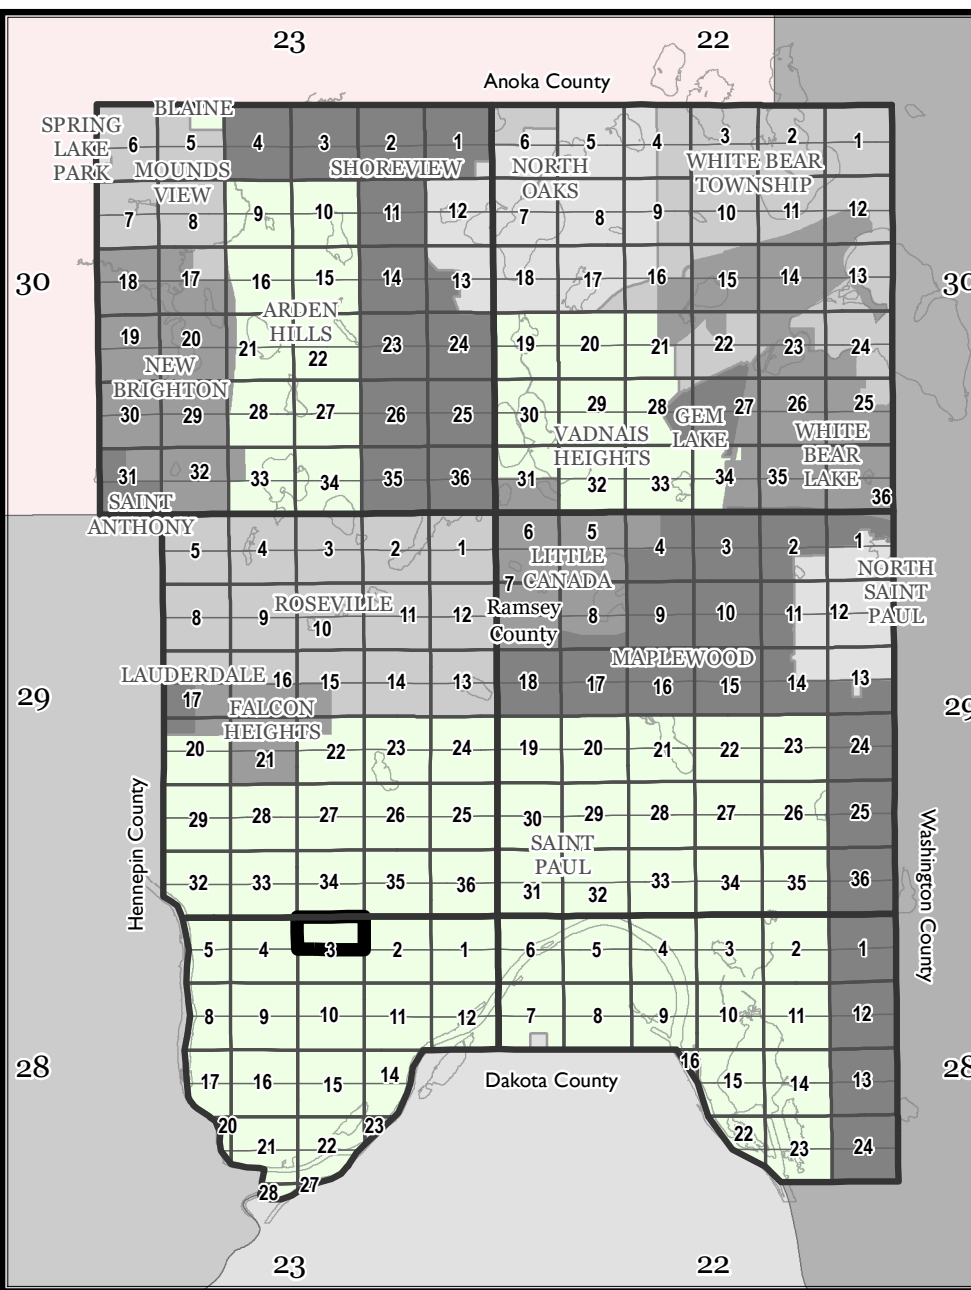 23 22
Anoka County
BLAINE
SPRING
LAKE
PARK
6 5 4 3 2 1 6 5 4 3 2 1
MOUNDS
VIEW
SHOREVIEW
NORTH
OAKS
WHITE BEAR
TOWNSHIP
7 8 9 10 11 12 7 8 9 10 11 12
30 18 17 16 15 14 13 18 17 16 15 14 13 30
ARDEN
HILLS
19 20 21 22 23 24 19 20 21 22 23 24
NEW
BRIGHTON
30 29 28 27 26 25 30 29 28 27 26 25
GEM
LAKE
VADNAIS
HEIGHTS
WHITE
BEAR
LAKE
31 32 33 34 35 36 31 32 33 34 35 36
SAINT
ANTHONY
5 4 3 2 1 6 5 4 3 2 1
LITTLE
CANADA
NORTH
SAINT
PAUL
8 9 10 11 12 7 8 9 10 11 12
ROSEVILLE
Ramsey
County
MAPLEWOOD
LAUDERDALE
29 17 16 15 14 13 18 17 16 15 14 13 29
FALCON
HEIGHTS
20 21 22 23 24 19 20 21 22 23 24
29 28 27 26 25 30 29 28 27 26 25
Hennepin County
Washington County
SAINT
PAUL
32 33 34 35 36 31 32 33 34 35 36
5 4 3 2 1 6 5 4 3 2 1
8 9 10 11 12 7 8 9 10 11 12
28 17 16 15 14 16 15 14 13 28
Dakota County
20 21 22 23 22 23 24
28 27
23 22